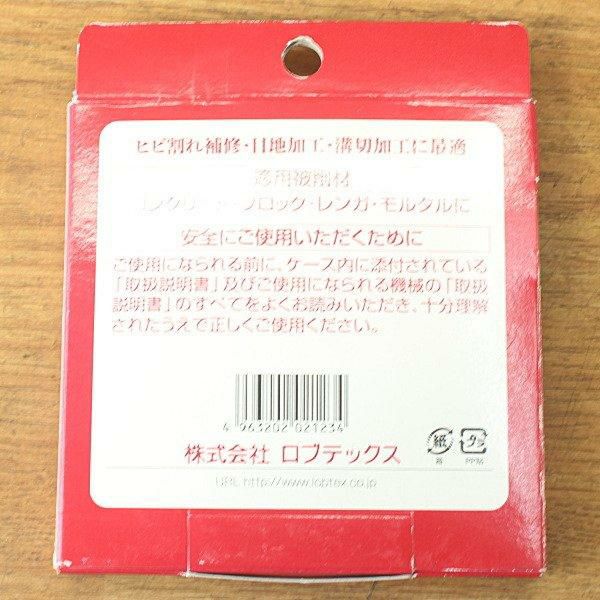 ヒビ割れ補修・目地加工・溝切加工に最適
適用被削材
コンクリート・ブロック・レンガ・モルタルに
安全にご使用いただくために
ご使用になられる前に、ケース内に添付されている
「取扱説明書」及びご使用になられる機械の「取扱
説明書」のすべてをよくお読みいただき、十分理解
されたうえで正しくご使用ください。
4 963202 021234
株式会社 ロブテックス
URL http://www.lobtex.co.jp
紙
箱
プラ